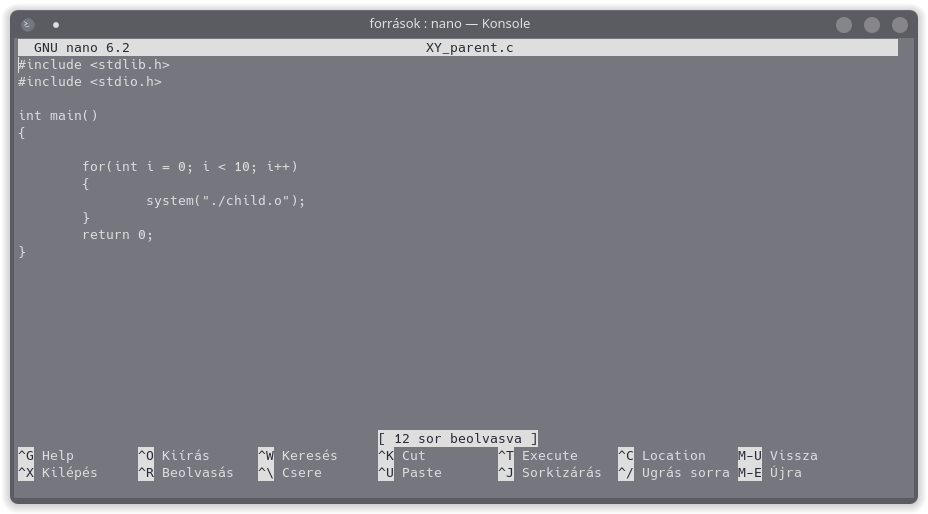 források : nano — Konsole
GNU nano 6.2 XY_parent.c
#include <stdlib.h>
#include <stdio.h>
int main()
{
for(int i = 0; i < 10; i++)
{
system("./child.o");
}
return 0;
}
[ 12 sor beolvasva ]
^G Help ^O Kiírás ^W Keresés ^K Cut ^T Execute ^C Location M-U Vissza
^X Kilépés ^R Beolvasás ^\ Csere ^U Paste ^J Sorkizárás ^/ Ugrás sorra M-E Újra